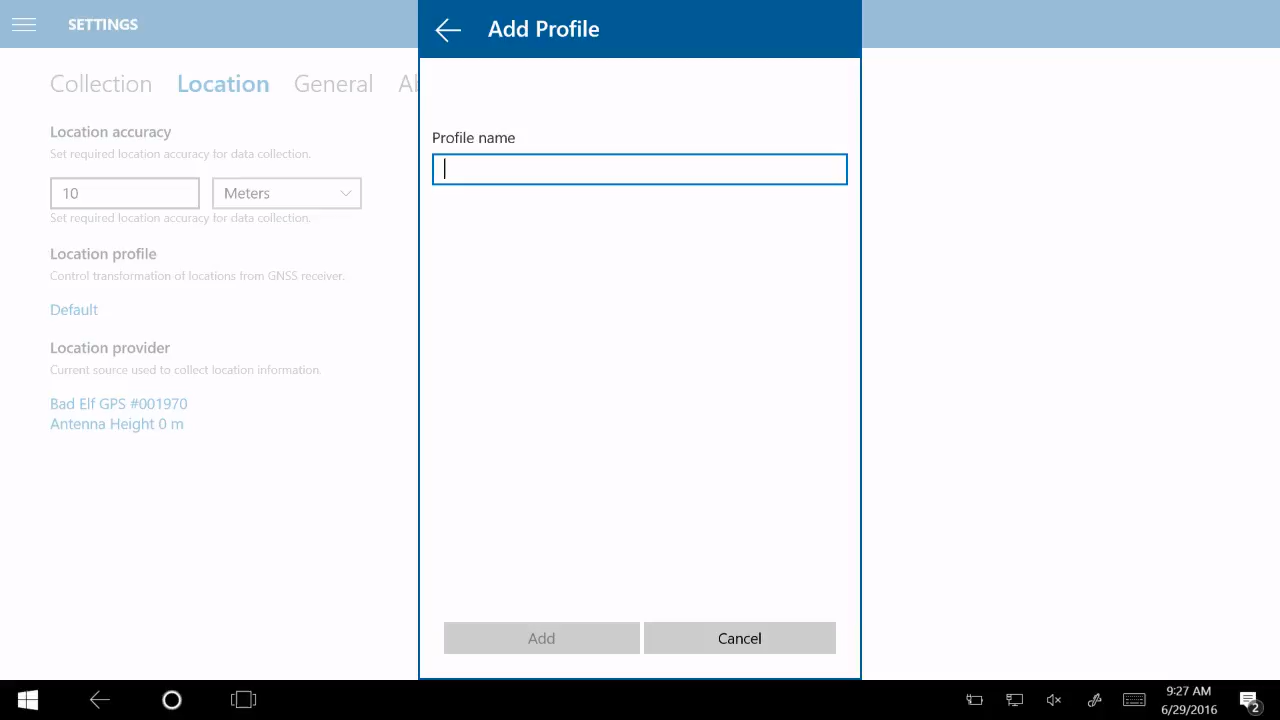 SETTINGS
Add Profile
Collection Location General Ab
Location accuracy
Set required location accuracy for data collection.
10 Meters
Set required location accuracy for data collection.
Location profile
Control transformation of locations from GNSS receiver.
Default
Location provider
Current source used to collect location information.
Bad Elf GPS #001970
Antenna Height 0 m
Profile name
Add Cancel
9:27 AM
6/29/2016
2